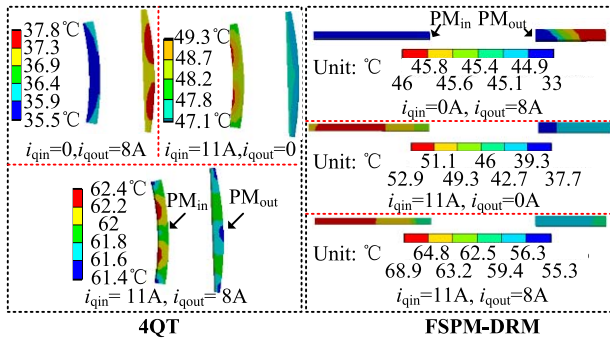 37.8℃
37.3
36.9
36.4
35.9
35.5℃
iqin=0,iqout=8A
49.3℃
48.7
48.2
47.8
47.1℃
iqin=11A,iqout=0
62.4℃
62.2
62
61.8
61.6
61.4℃
PMin
PMout
iqin= 11A, iqout=8A
4QT
PMin PMout
Unit: ℃
45.8 45.4 44.9
46 45.6 45.1 33
iqin=0A, iqout=8A
Unit: ℃
51.1 46 39.3
52.9 49.3 42.7 37.7
iqin=11A, iqout=0A
Unit: ℃
64.8 62.5 56.3
68.9 63.2 59.4 55.3
iqin=11A, iqout=8A
FSPM-DRM